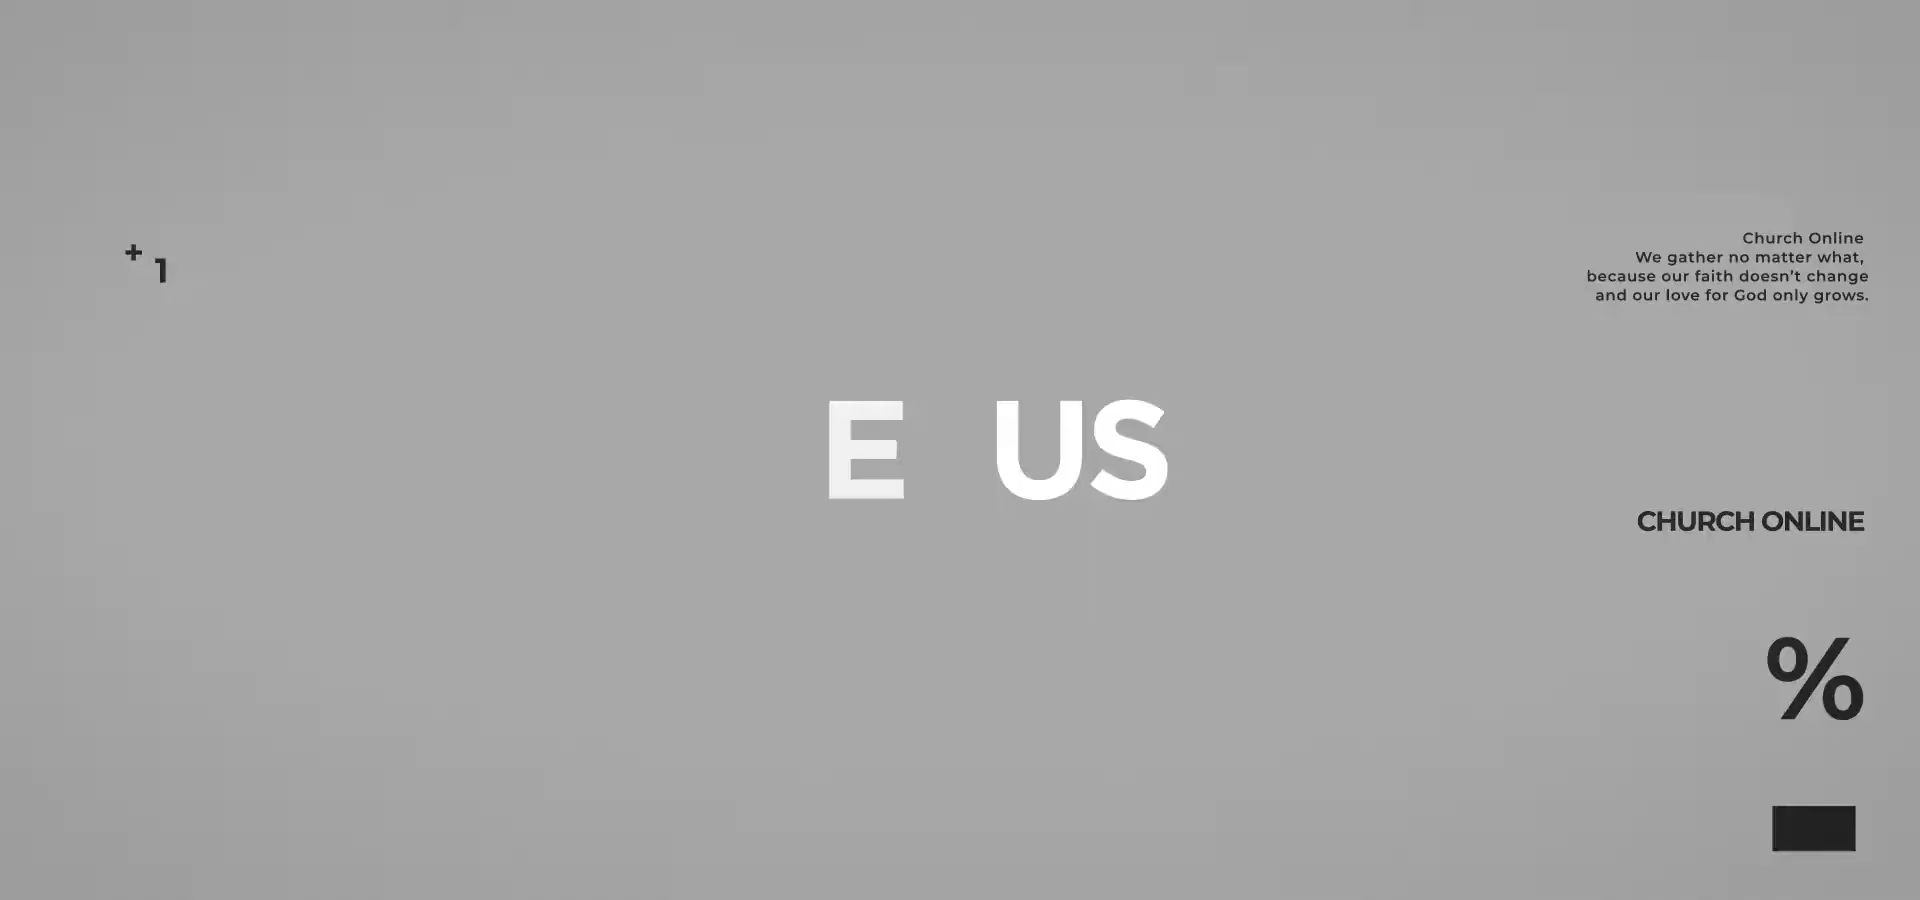 +1
Church Online
We gather no matter what,
because our faith doesn’t change
and our love for God only grows.
E US
CHURCH ONLINE
%